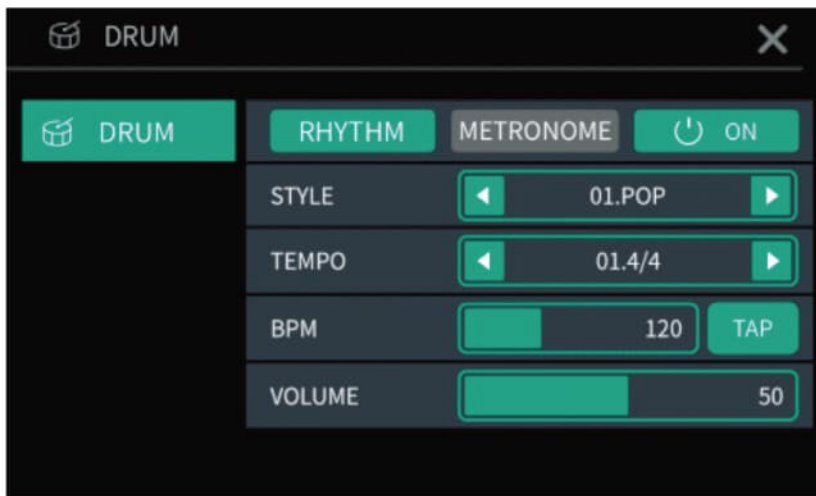 DRUM
DRUM
RHYTHM METRONOME ON
STYLE 01.POP
TEMPO 01.4/4
BPM 120 TAP
VOLUME 50